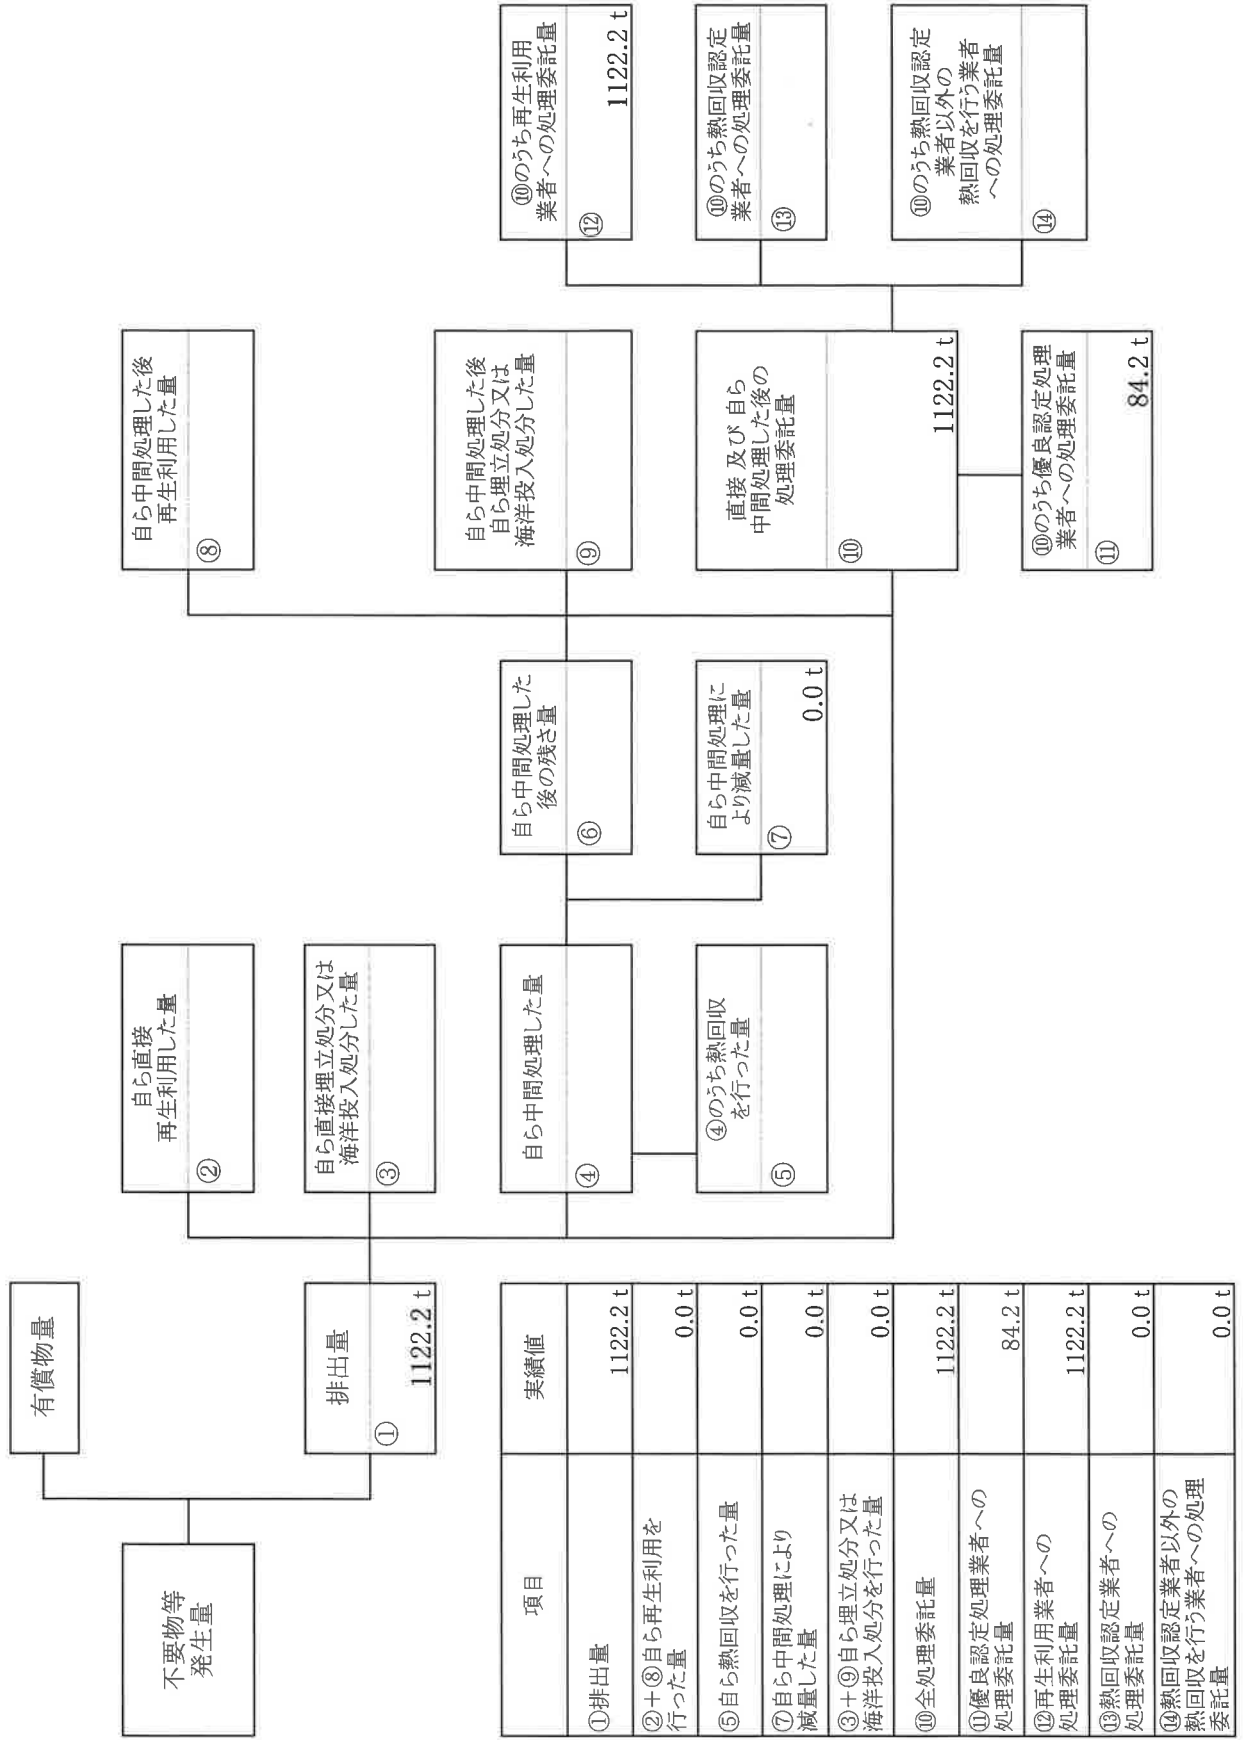 有償物量
不要物等
発生量
排出量
①
1122.2 t
自ら直接
再生利用した量
②
自ら直接埋立処分又は
海洋投入処分した量
③
自ら中間処理した量
④
④のうち熱回収
を行った量
⑤
自ら中間処理した
後の残さ量
⑥
自ら中間処理に
より減量した量
⑦
0.0 t
自ら中間処理した後
再生利用した量
⑧
自ら中間処理した後
自ら埋立処分又は
海洋投入処分した量
⑨
直接 及び 自ら
中間処理した後の
処理委託量
⑩
1122.2 t
⑩のうち優良認定処理
業者への処理委託量
⑪
84.2 t
⑩のうち再生利用
業者への処理委託量
⑫
1122.2 t
⑩のうち熱回収認定
業者への処理委託量
⑬
⑩のうち熱回収認定
業者以外の
熱回収を行う業者
への処理委託量
⑭
項目 実績値
①排出量 1122.2 t
②+⑧自ら再生利用を
行った量 0.0 t
⑤自ら熱回収を行った量 0.0 t
⑦自ら中間処理により
減量した量 0.0 t
③+⑨自ら埋立処分又は
海洋投入処分を行った量 0.0 t
⑩全処理委託量 1122.2 t
⑪優良認定処理業者への
処理委託量 84.2 t
⑫再生利用業者への
処理委託量 1122.2 t
⑬熱回収認定業者への
処理委託量 0.0 t
⑭熱回収認定業者以外の
熱回収を行う業者への処理
委託量 0.0 t